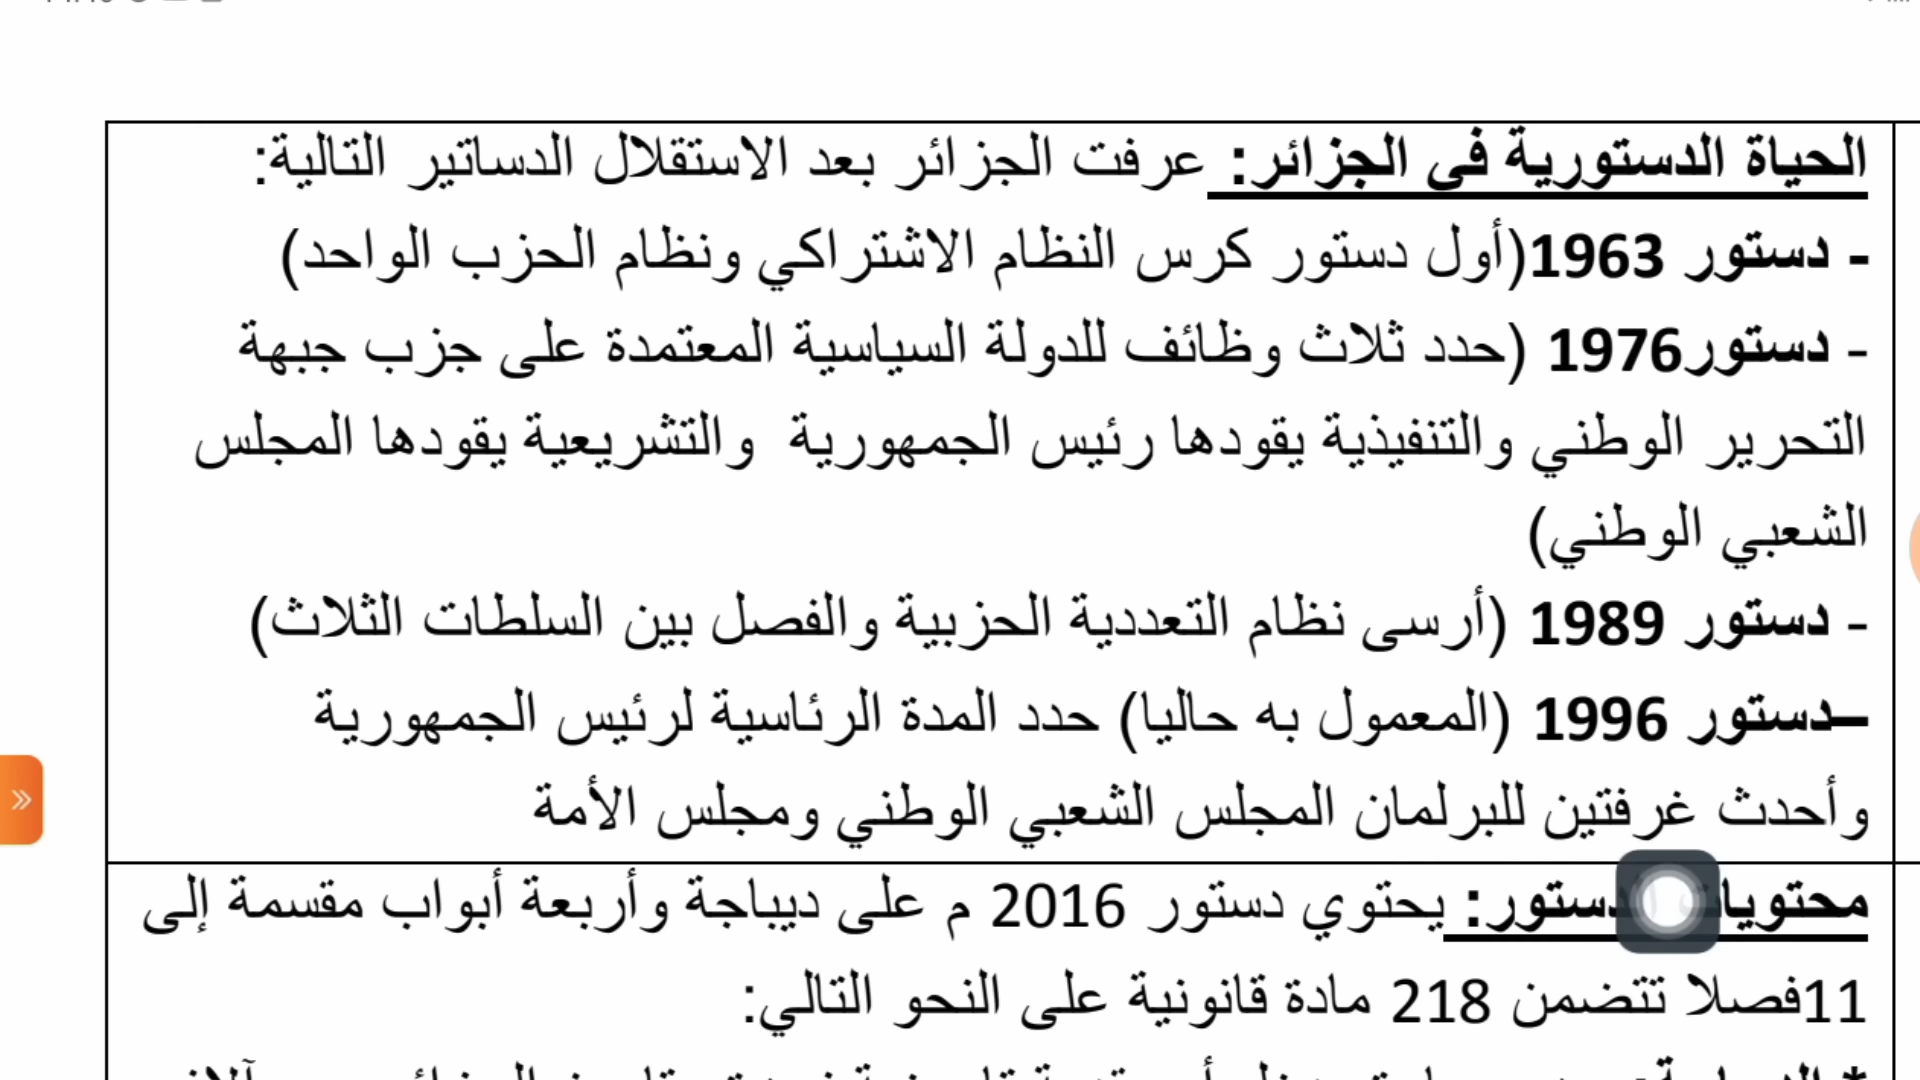 الحياة الدستورية في الجزائر: عرفت الجزائر بعد الاستقلال الدساتير التالية:
- دستور 1963(أول دستور كرس النظام الاشتراكي ونظام الحزب الواحد)
- دستور1976 (حدد ثلاث وظائف للدولة السياسية المعتمدة على جزب جبهة
التحرير الوطني والتنفيذية يقودها رئيس الجمهورية والتشريعية يقودها المجلس
الشعبي الوطني)
- دستور 1989 (أرسى نظام التعددية الحزبية والفصل بين السلطات الثلاث)
–دستور 1996 (المعمول به حاليا) حدد المدة الرئاسية لرئيس الجمهورية
وأحدث غرفتين للبرلمان المجلس الشعبي الوطني ومجلس الأمة
محتويات الدستور: يحتوي دستور 2016 م على ديباجة وأربعة أبواب مقسمة إلى
11فصلا تتضمن 218 مادة قانونية على النحو التالي: